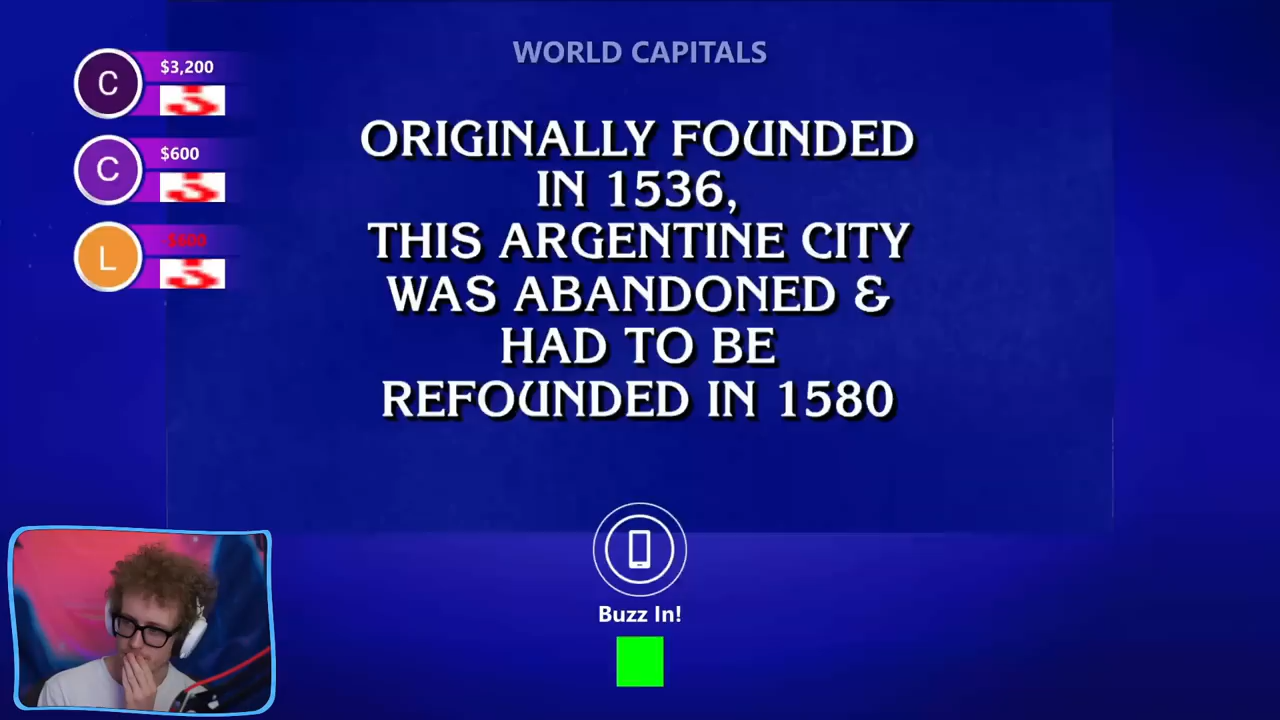 WORLD CAPITALS
C
$3,200
C
$600
L
-$800
ORIGINALLY FOUNDED
IN 1536,
THIS ARGENTINE CITY
WAS ABANDONED &
HAD TO BE
REFOUNDED IN 1580
Buzz In!